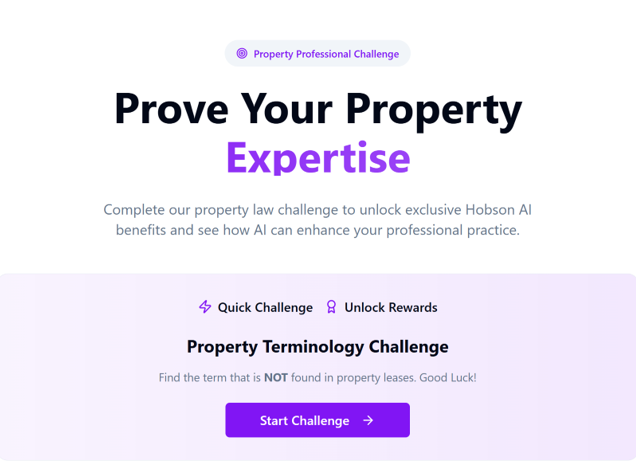 Property Professional Challenge
Prove Your Property
Expertise
Complete our property law challenge to unlock exclusive Hobson AI
benefits and see how AI can enhance your professional practice.
Quick Challenge Unlock Rewards
Property Terminology Challenge
Find the term that is NOT found in property leases. Good Luck!
Start Challenge